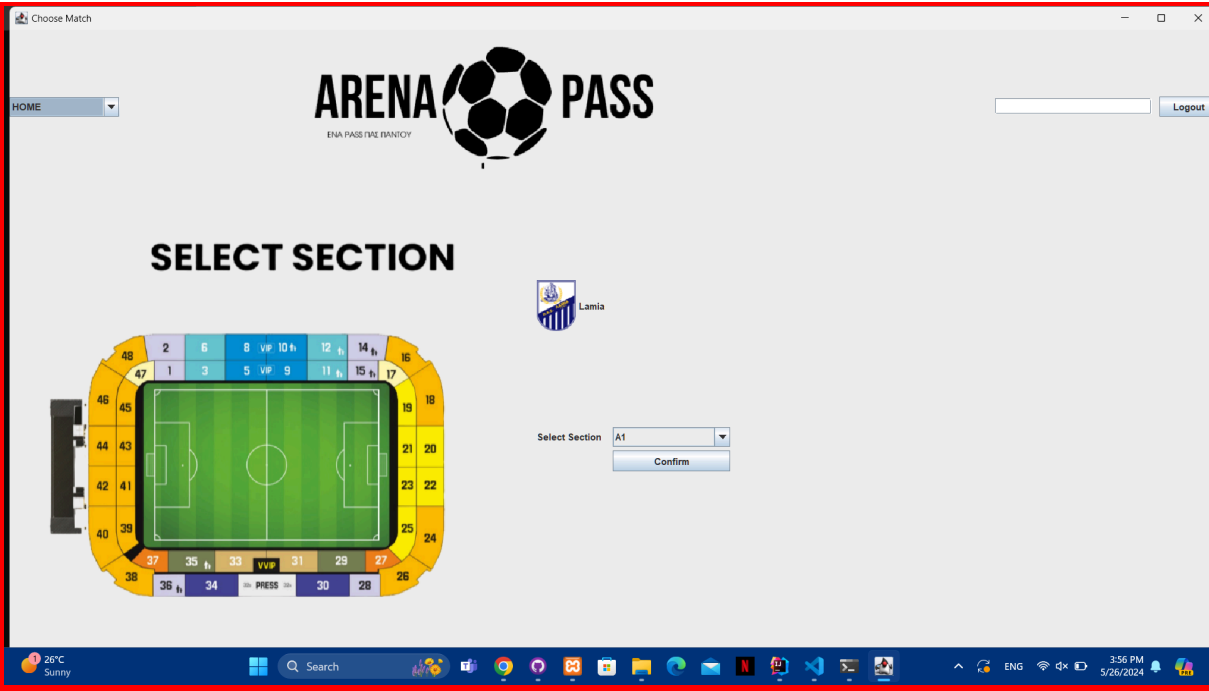 Choose Match
HOME
ARENA PASS
ΕΝΑ PASS ΠΑΣ ΠΑΝΤΟΥ
Logout
SELECT SECTION
Lamia
48 2 6 8 VIP 10 12 14 16
47 1 3 5 VIP 9 11 15 17
46 45 19 18
44 43 21 20
42 41 23 22
40 39 25 24
37 35 33 VVIP 31 29 27
38 36 34 PRESS 30 28 26
Select Section A1
Confirm
1
26°C
Sunny
Search
ENG
3:56 PM
5/26/2024
PRE